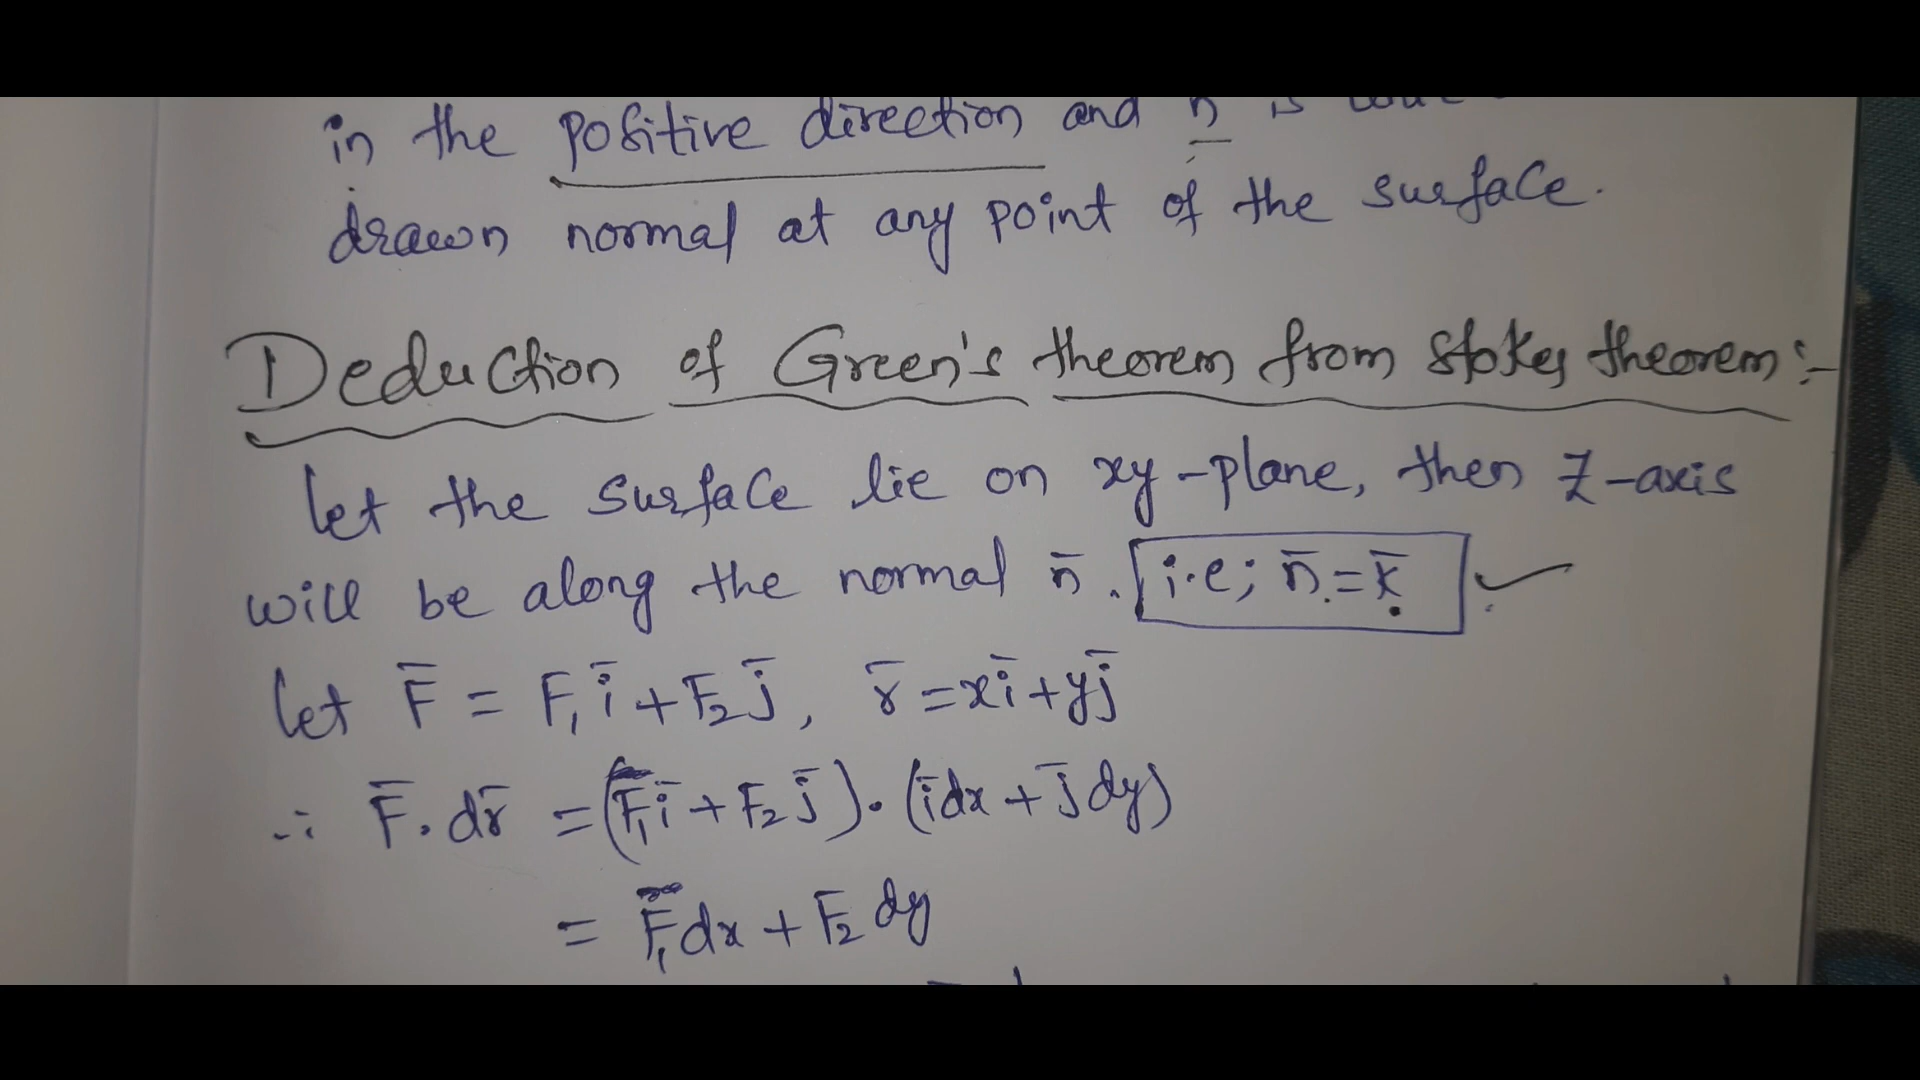 in the positive direction and n̄ is
drawn normal at any point of the surface.
Deduction of Green's theorem from Stokes theorem:-
let the surface lie on xy-plane, then Z-axis
will be along the normal n̄. i.e; n̄ = k̄
let F̄ = F₁ī + F₂j̄, r̄ = xī + yj̄
∴ F̄. dr̄ = (F₁ī + F₂j̄). (īdx + j̄dy)
= F₁dx + F₂dy